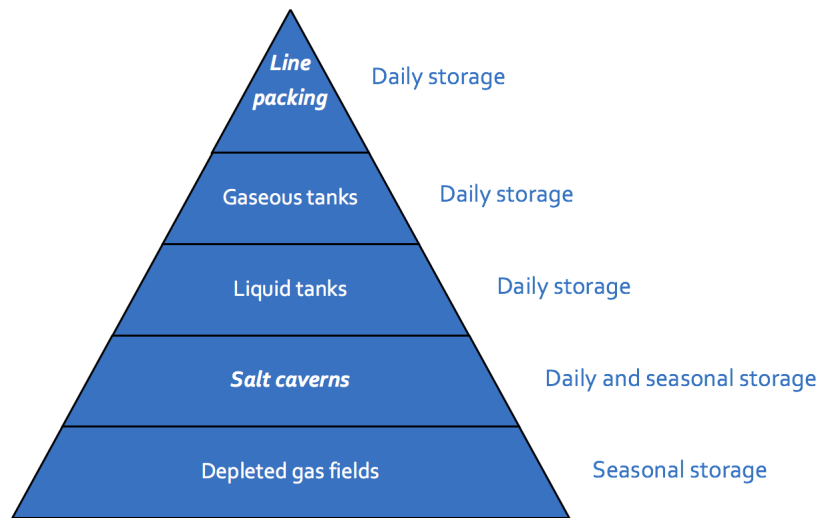 Line
packing
Daily storage
Gaseous tanks
Daily storage
Liquid tanks
Daily storage
Salt caverns
Daily and seasonal storage
Depleted gas fields
Seasonal storage